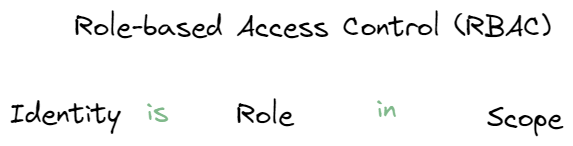 Role-based Access Control (RBAC)
Identity is Role in Scope